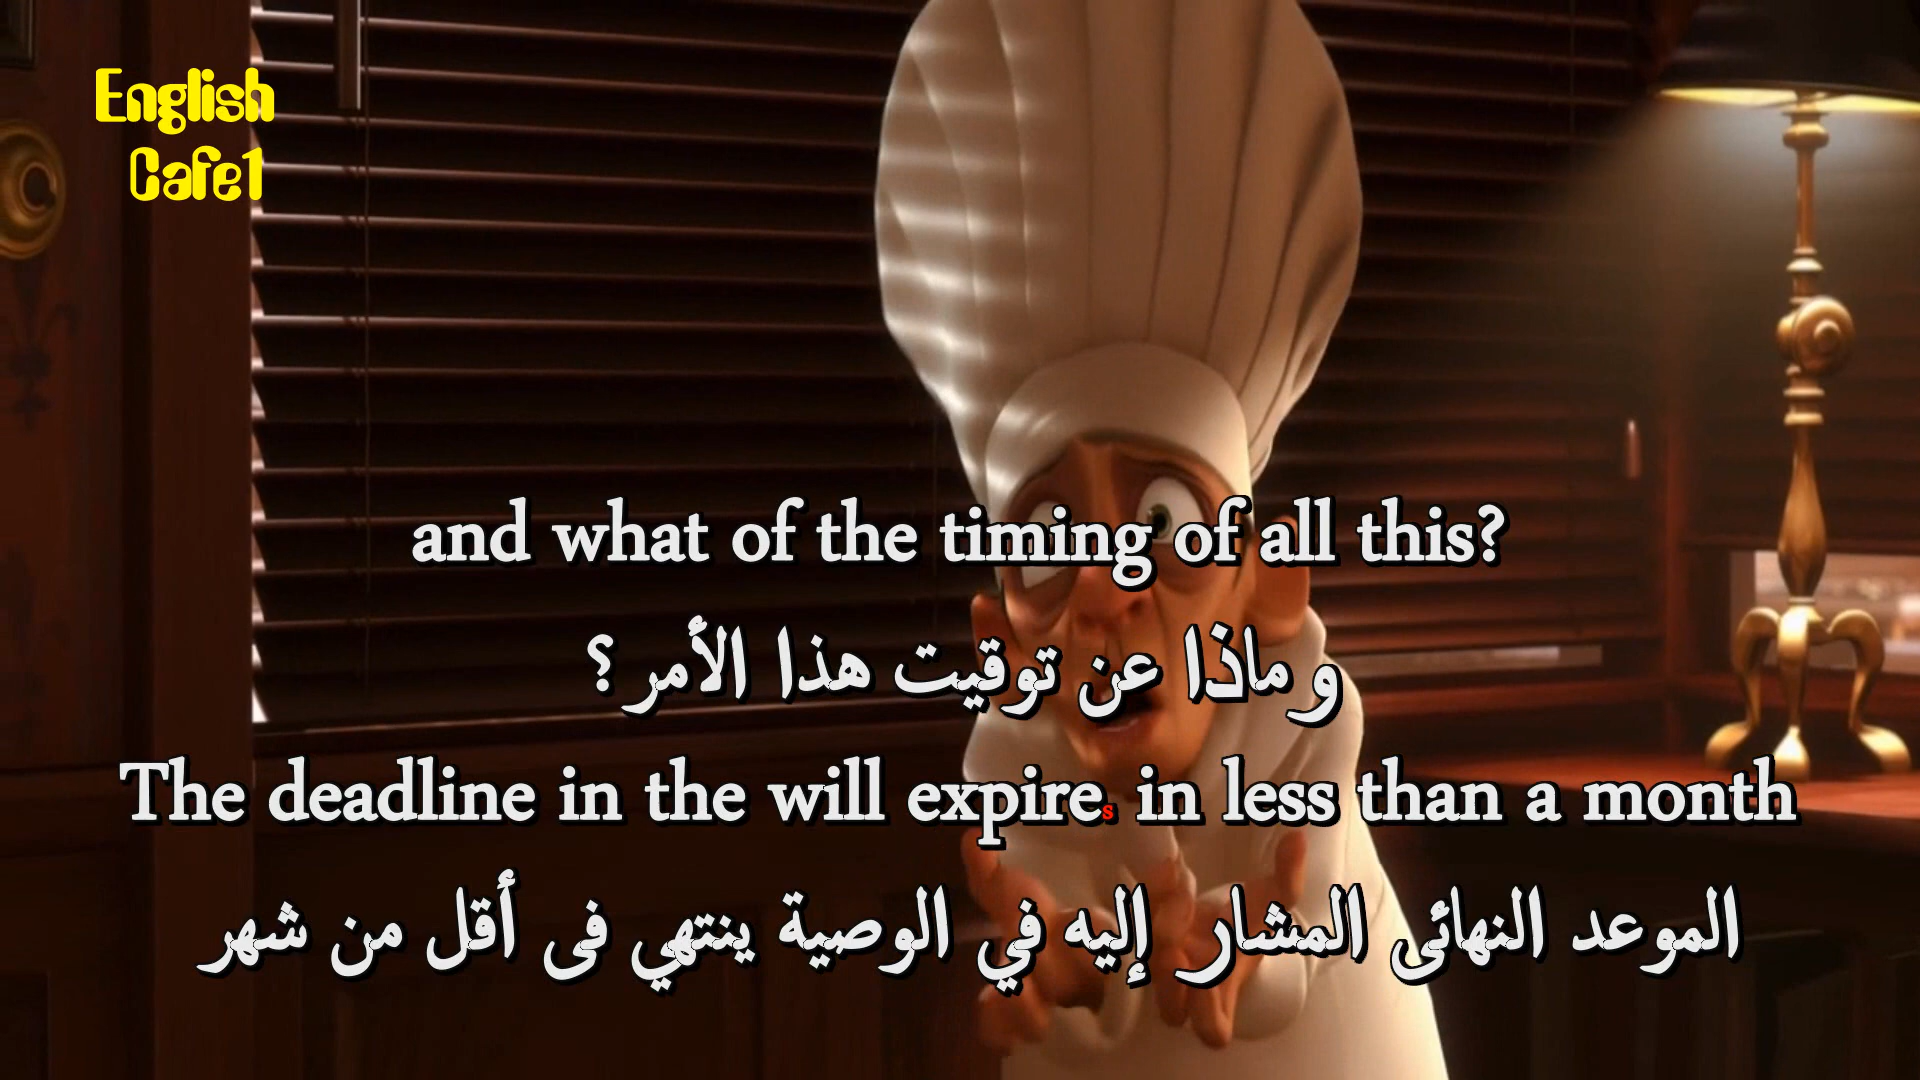 English
Cafe1
and what of the timing of all this?
و ماذا عن توقيت هذا الأمر ؟
The deadline in the will expires in less than a month
الموعد النهائى المشار إليه في الوصية ينتهي فى أقل من شهر